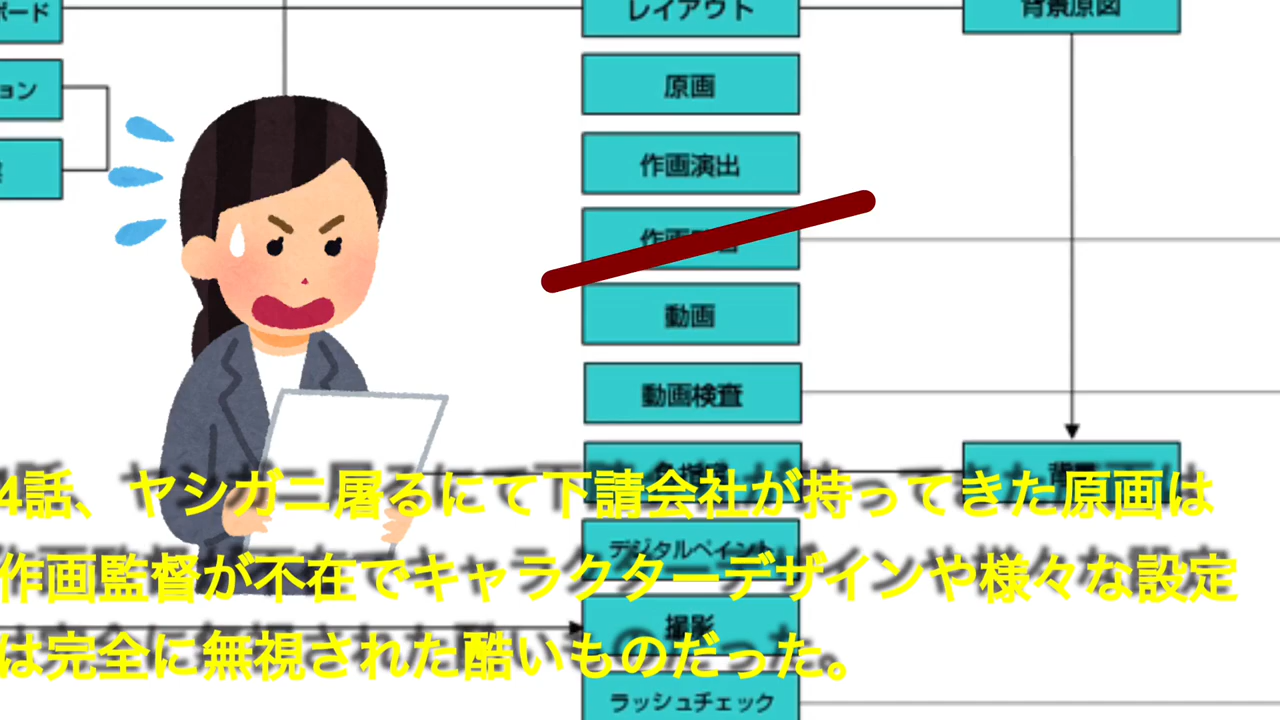 ボード
レイアウト
背景原図
ョン
原画
作画演出
動画
動画検査
デジタルペイント
撮影
ラッシュチェック
4話、ヤシガニ屠るにて下請会社が持ってきた原画は
作画監督が不在でキャラクターデザインや様々な設定
は完全に無視された酷いものだった。